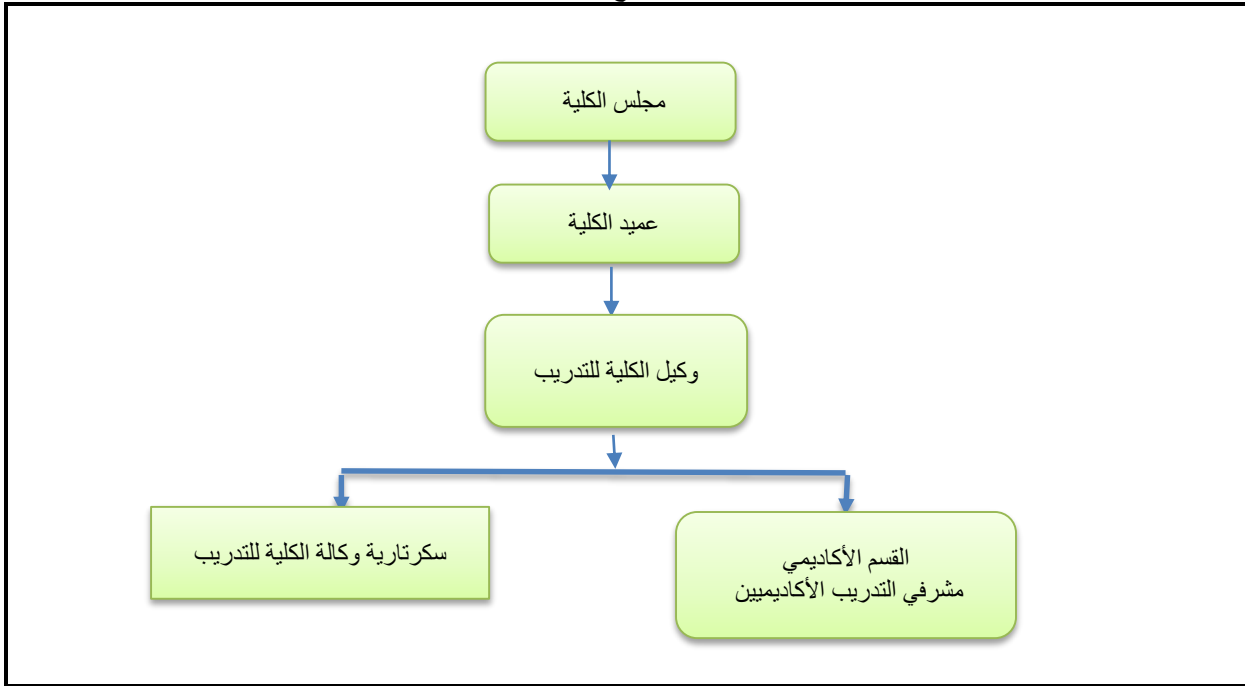 مجلس الكلية
عميد الكلية
وكيل الكلية للتدريب
القسم الأكاديمي
مشرفي التدريب الأكاديميين
سكرتارية وكالة الكلية للتدريب